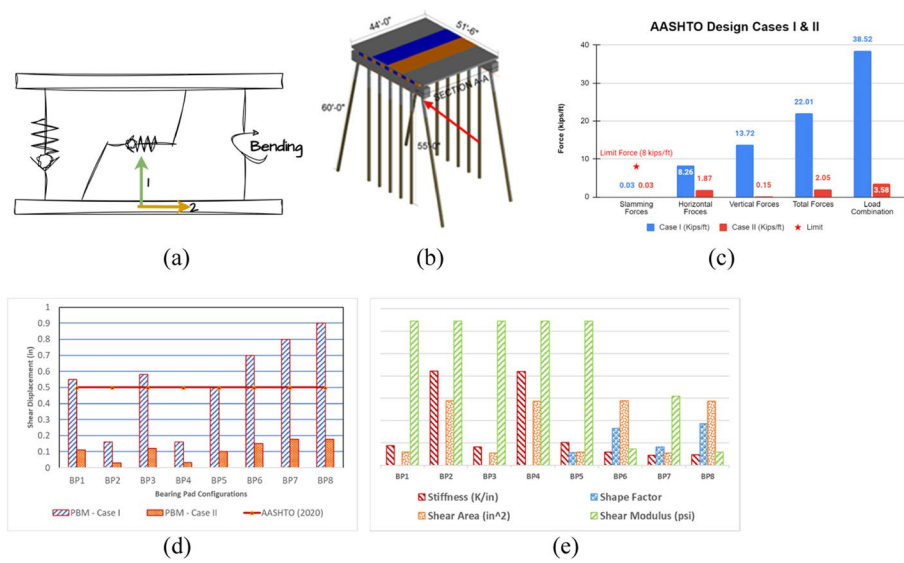 Bending
1
2
(a)
44'-0"
51'-6"
SECTION A-A
60'-0"
55'-0"
(b)
AASHTO Design Cases I & II
Force (kips/ft)
40
30
20
10
0
Limit Force (8 kips/ft)
0.03 0.03
8.26
1.87
13.72
0.15
22.01
2.05
38.52
3.58
Slamming
Forces
Horizontal
Froces
Vertical Forces
Total Forces
Load
Combination
Case I (Kips/ft)
Case II (Kips/ft)
Limit
(c)
Shear Displacement (in)
1
0.9
0.8
0.7
0.6
0.5
0.4
0.3
0.2
0.1
0
BP1 BP2 BP3 BP4 BP5 BP6 BP7 BP8
Bearing Pad Configurations
PBM - Case I
PBM - Case II
AASHTO (2020)
(d)
BP1 BP2 BP3 BP4 BP5 BP6 BP7 BP8
Stiffness (K/in)
Shape Factor
Shear Area (in^2)
Shear Modulus (psi)
(e)